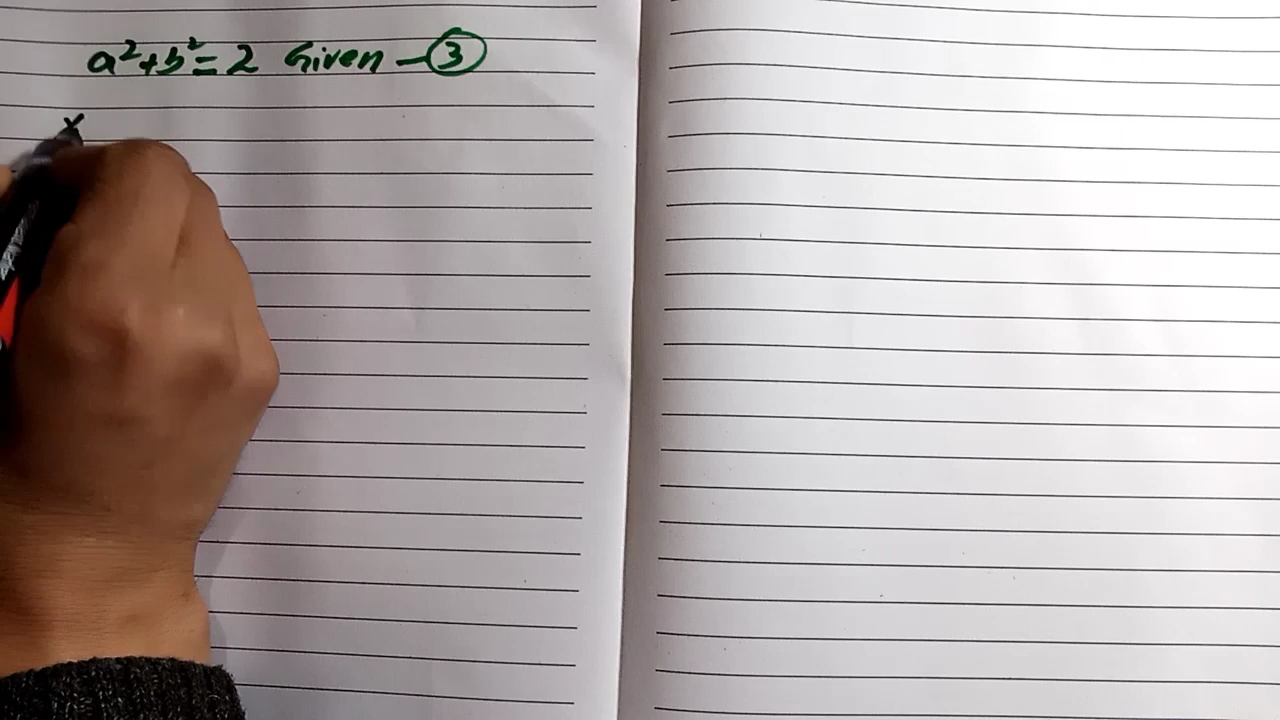 a²+b²=2 Given —③
x